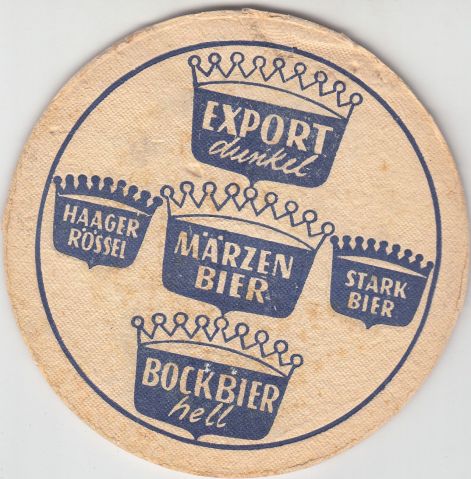 EXPORT
dunkel
HAAGER
RÖSSEL
MÄRZEN
BIER
STARK
BIER
BOCKBIER
hell